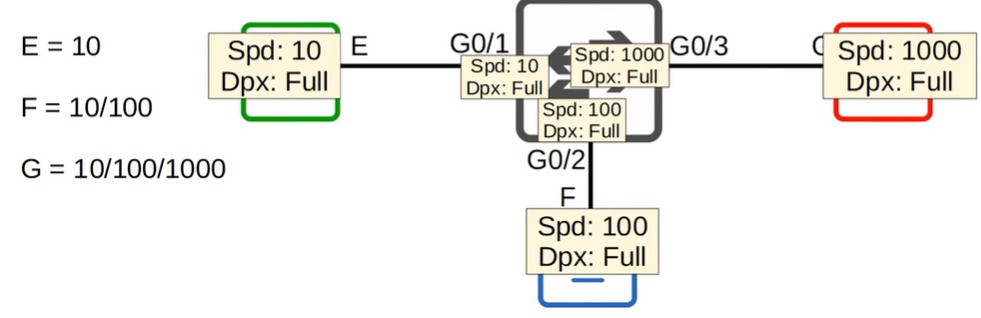 E = 10
F = 10/100
G = 10/100/1000
Spd: 10
Dpx: Full
E
G0/1
Spd: 10
Dpx: Full
Spd: 1000
Dpx: Full
Spd: 100
Dpx: Full
G0/3
Spd: 1000
Dpx: Full
G0/2
F
Spd: 100
Dpx: Full